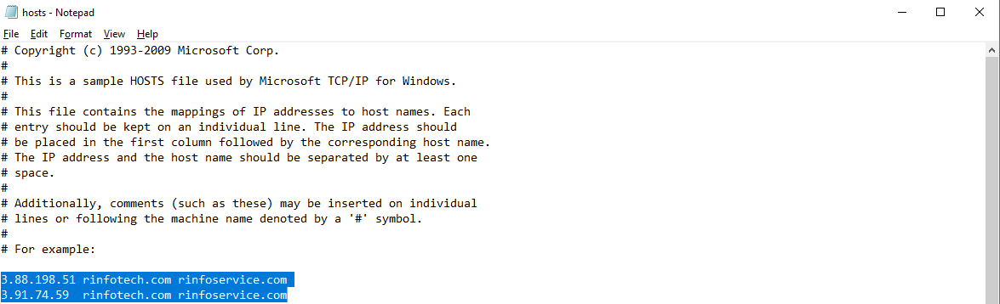 hosts - Notepad
File Edit Format View Help
# Copyright (c) 1993-2009 Microsoft Corp.
#
# This is a sample HOSTS file used by Microsoft TCP/IP for Windows.
#
# This file contains the mappings of IP addresses to host names. Each
# entry should be kept on an individual line. The IP address should
# be placed in the first column followed by the corresponding host name.
# The IP address and the host name should be separated by at least one
# space.
#
# Additionally, comments (such as these) may be inserted on individual
# lines or following the machine name denoted by a '#' symbol.
#
# For example:
3.88.198.51 rinfotech.com rinfoservice.com
3.91.74.59  rinfotech.com rinfoservice.com